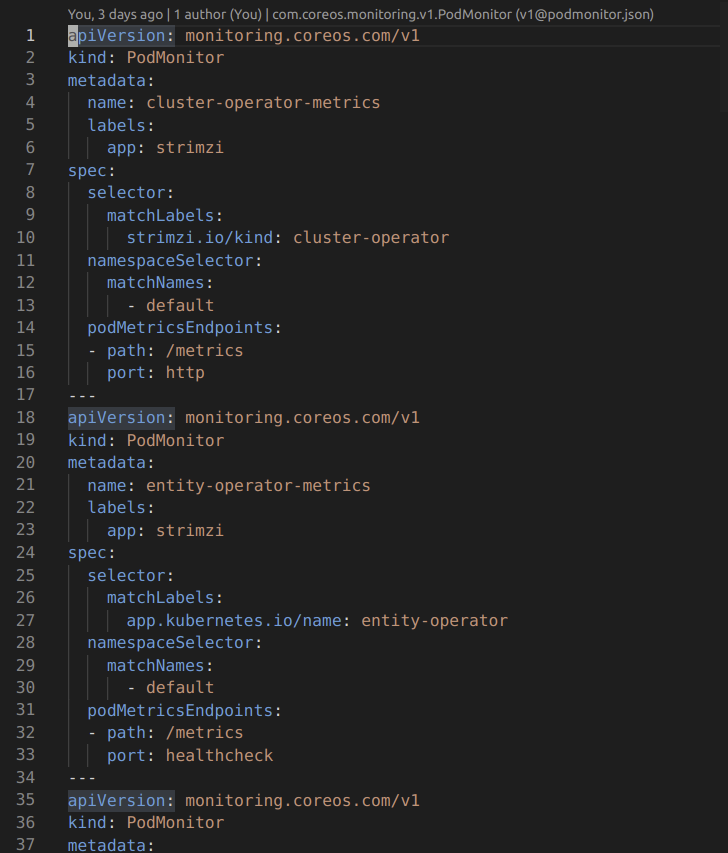 You, 3 days ago | 1 author (You) | com.coreos.monitoring.v1.PodMonitor (v1@podmonitor.json)
1 apiVersion: monitoring.coreos.com/v1
2 kind: PodMonitor
3 metadata:
4   name: cluster-operator-metrics
5   labels:
6     app: strimzi
7 spec:
8   selector:
9     matchLabels:
10       strimzi.io/kind: cluster-operator
11   namespaceSelector:
12     matchNames:
13       - default
14   podMetricsEndpoints:
15   - path: /metrics
16     port: http
17 ---
18 apiVersion: monitoring.coreos.com/v1
19 kind: PodMonitor
20 metadata:
21   name: entity-operator-metrics
22   labels:
23     app: strimzi
24 spec:
25   selector:
26     matchLabels:
27       app.kubernetes.io/name: entity-operator
28   namespaceSelector:
29     matchNames:
30       - default
31   podMetricsEndpoints:
32   - path: /metrics
33     port: healthcheck
34 ---
35 apiVersion: monitoring.coreos.com/v1
36 kind: PodMonitor
37 metadata: